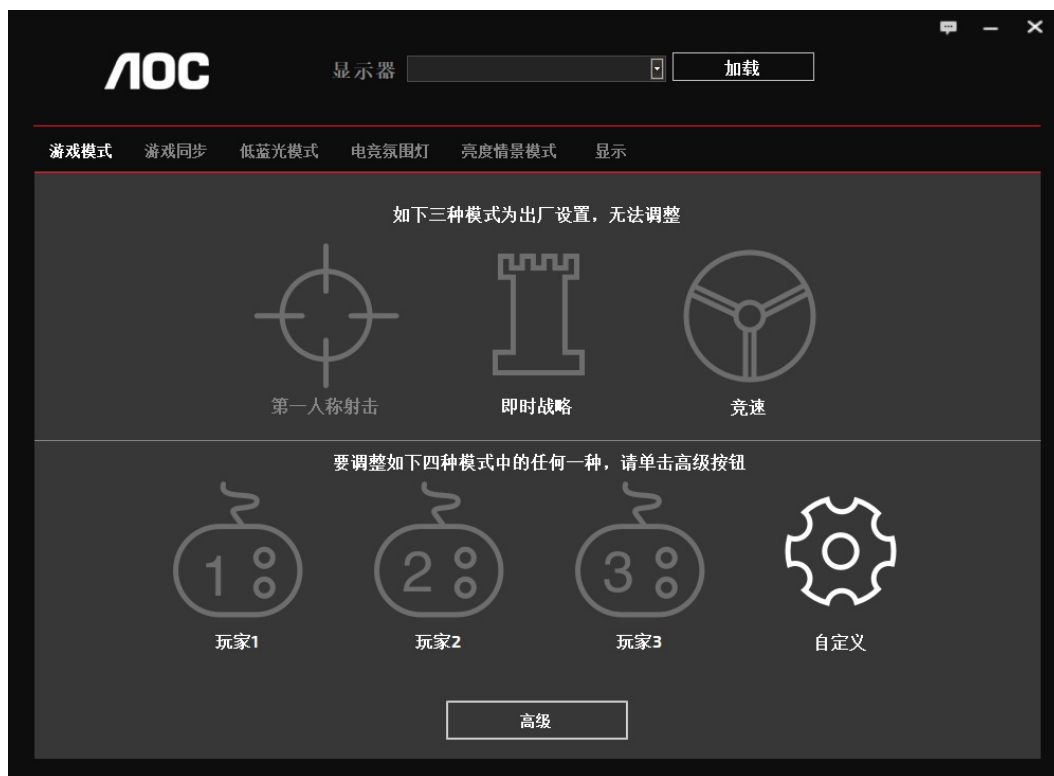 AOC
显示器
加载
游戏模式 游戏同步 低蓝光模式 电竞氛围灯 亮度情景模式 显示
如下三种模式为出厂设置，无法调整
第一人称射击 即时战略 竞速
要调整如下四种模式中的任何一种，请单击高级按钮
1 2 3
玩家1 玩家2 玩家3 自定义
高级